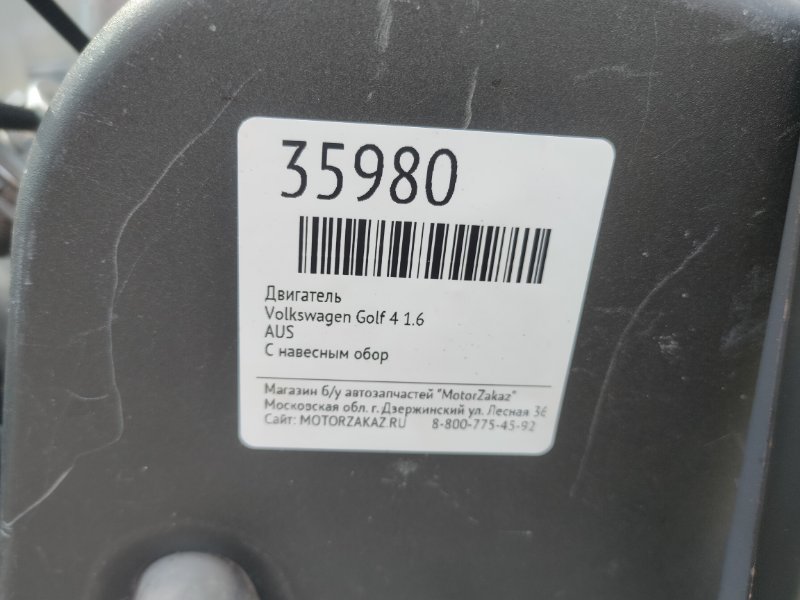 35980
Двигатель
Volkswagen Golf 4 1.6
AUS
С навесным обор
Магазин б/у автозапчастей "MotorZakaz"
Московская обл. г. Дзержинский ул. Лесная 36
Сайт: MOTORZAKAZ.RU 8-800-775-45-92